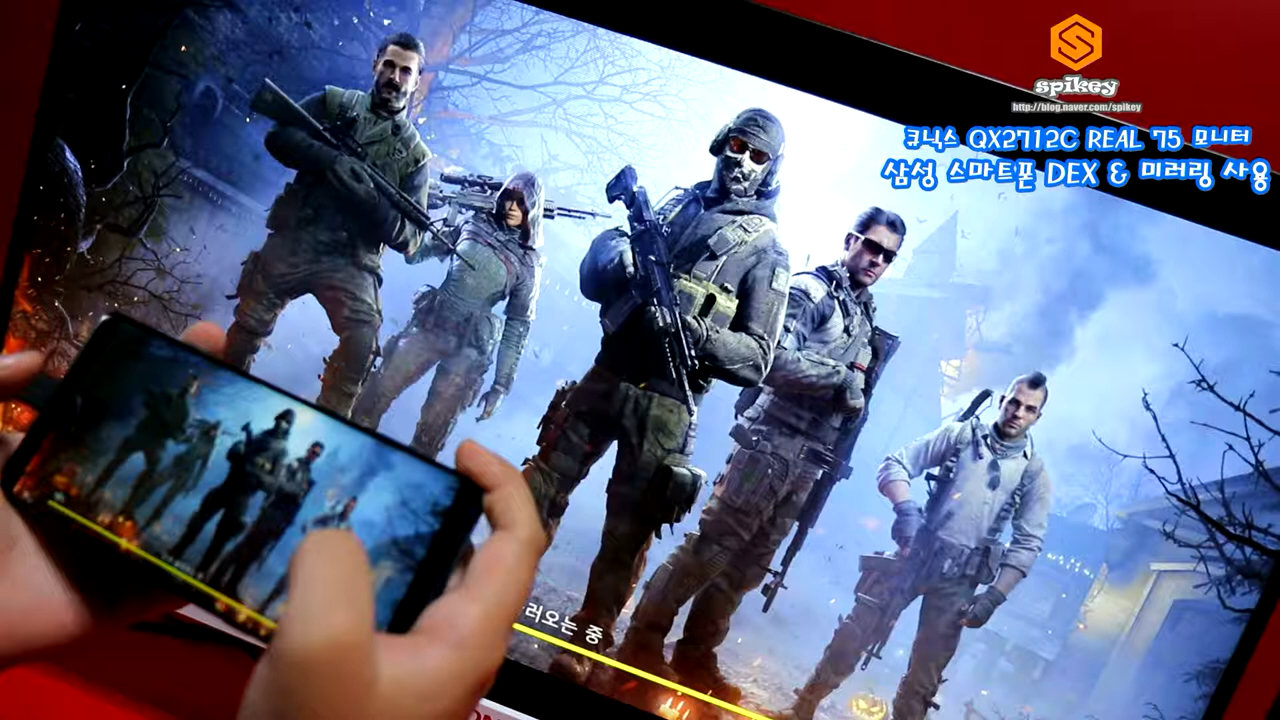 spikey
http://blog.naver.com/spikey
큐닉스 QX2712C REAL 75 모니터
삼성 스마트폰 DEX & 미러링 사용
러오는 중